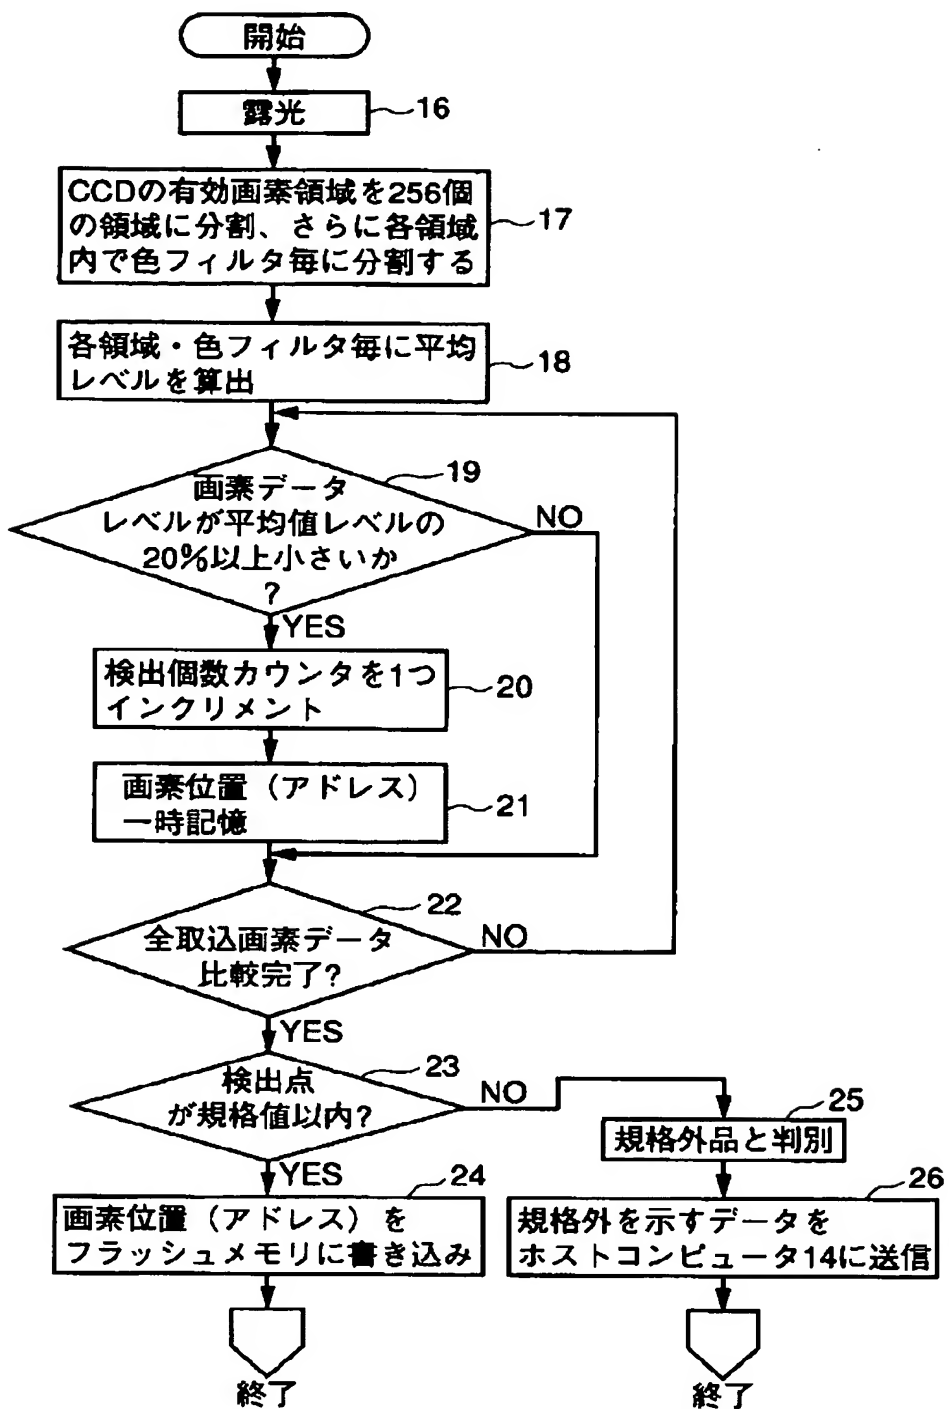 開始
露光
16
CCDの有効画素領域を256個
の領域に分割、さらに各領域
内で色フィルタ毎に分割する
17
各領域・色フィルタ毎に平均
レベルを算出
18
19
画素データ
レベルが平均値レベルの
20%以上小さいか
?
NO
YES
検出個数カウンタを1つ
インクリメント
20
画素位置（アドレス）
一時記憶
21
22
全取込画素データ
比較完了?
NO
YES
23
検出点
が規格値以内?
NO
YES
25
規格外品と判別
24
画素位置（アドレス）を
フラッシュメモリに書き込み
26
規格外を示すデータを
ホストコンピュータ14に送信
終了
終了